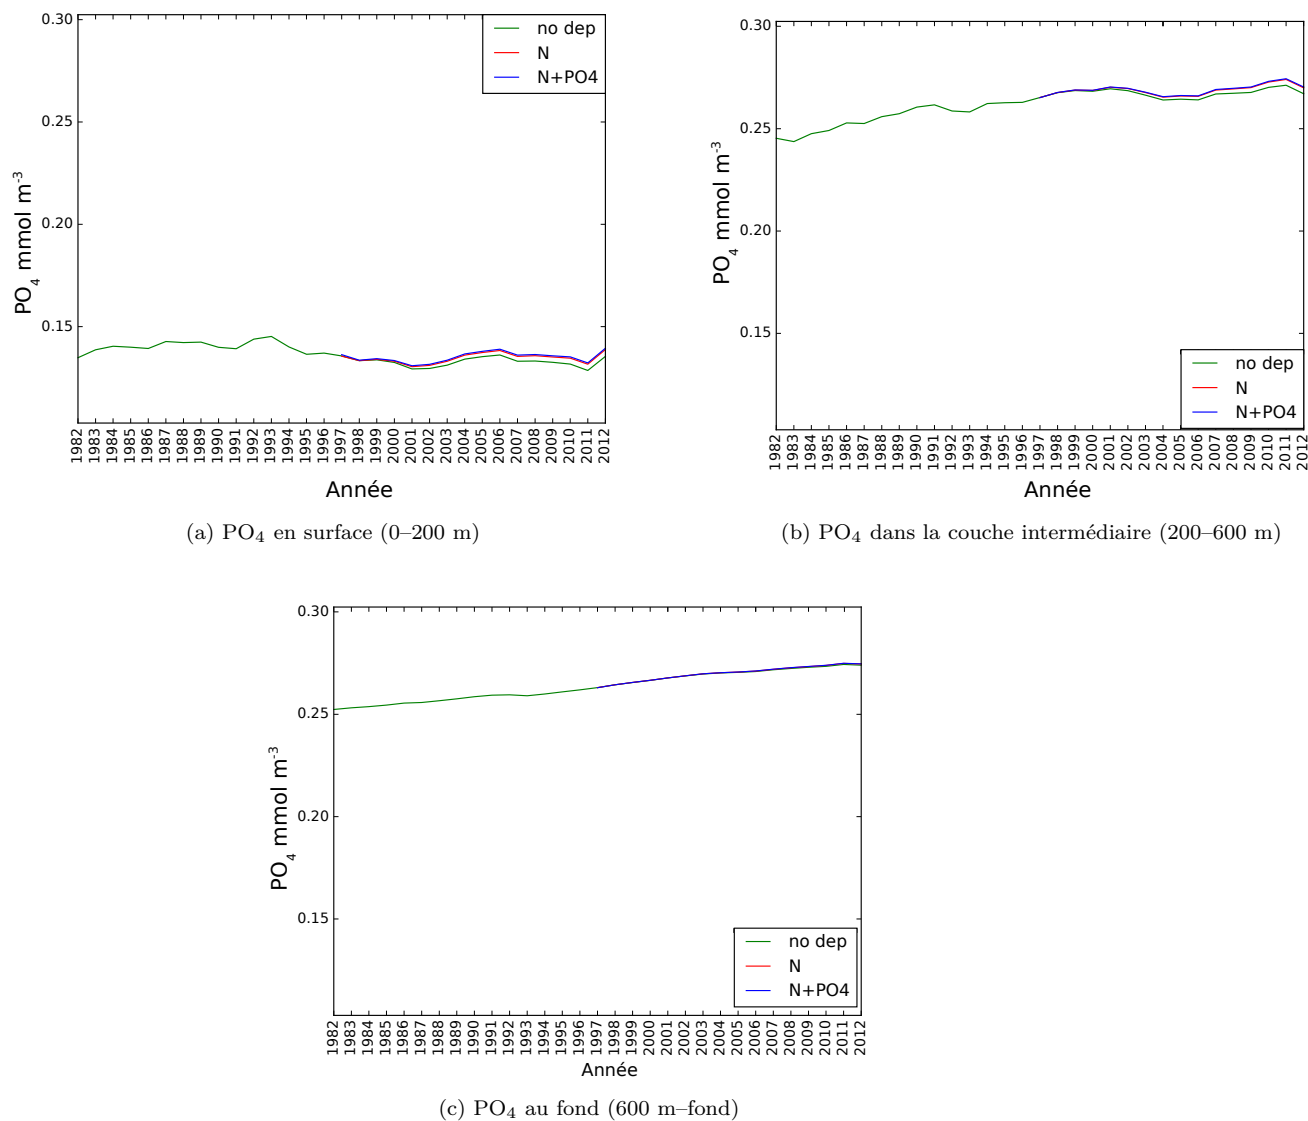 0.30
0.25
0.20
0.15
PO4 mmol m-3
no dep
N
N+PO4
1982 1983 1984 1985 1986 1987 1988 1989 1990 1991 1992 1993 1994 1995 1996 1997 1998 1999 2000 2001 2002 2003 2004 2005 2006 2007 2008 2009 2010 2011 2012
Année
(a) PO4 en surface (0–200 m)
0.30
0.25
0.20
0.15
PO4 mmol m-3
no dep
N
N+PO4
1982 1983 1984 1985 1986 1987 1988 1989 1990 1991 1992 1993 1994 1995 1996 1997 1998 1999 2000 2001 2002 2003 2004 2005 2006 2007 2008 2009 2010 2011 2012
Année
(b) PO4 dans la couche intermédiaire (200–600 m)
0.30
0.25
0.20
0.15
PO4 mmol m-3
no dep
N
N+PO4
1982 1983 1984 1985 1986 1987 1988 1989 1990 1991 1992 1993 1994 1995 1996 1997 1998 1999 2000 2001 2002 2003 2004 2005 2006 2007 2008 2009 2010 2011 2012
Année
(c) PO4 au fond (600 m–fond)